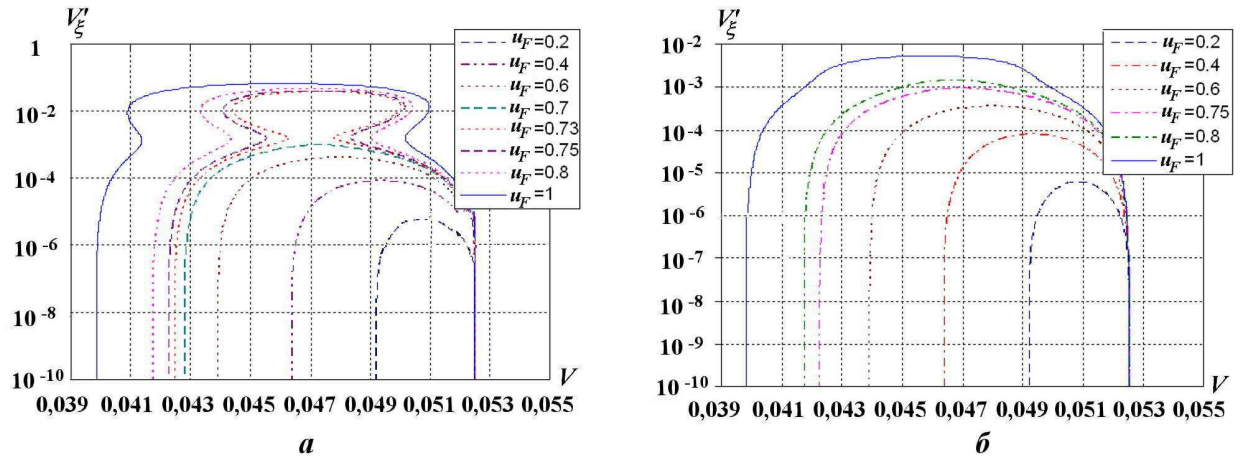 V′ξ
1
10-2
10-4
10-6
10-8
10-10
0,039 0,041 0,043 0,045 0,047 0,049 0,051 0,053 0,055
V
uF=0.2
uF=0.4
uF=0.6
uF=0.7
uF=0.73
uF=0.75
uF=0.8
uF=1
а
V′ξ
10-2
10-3
10-4
10-5
10-6
10-7
10-8
10-9
10-10
0,039 0,041 0,043 0,045 0,047 0,049 0,051 0,053 0,055
V
uF=0.2
uF=0.4
uF=0.6
uF=0.75
uF=0.8
uF=1
б